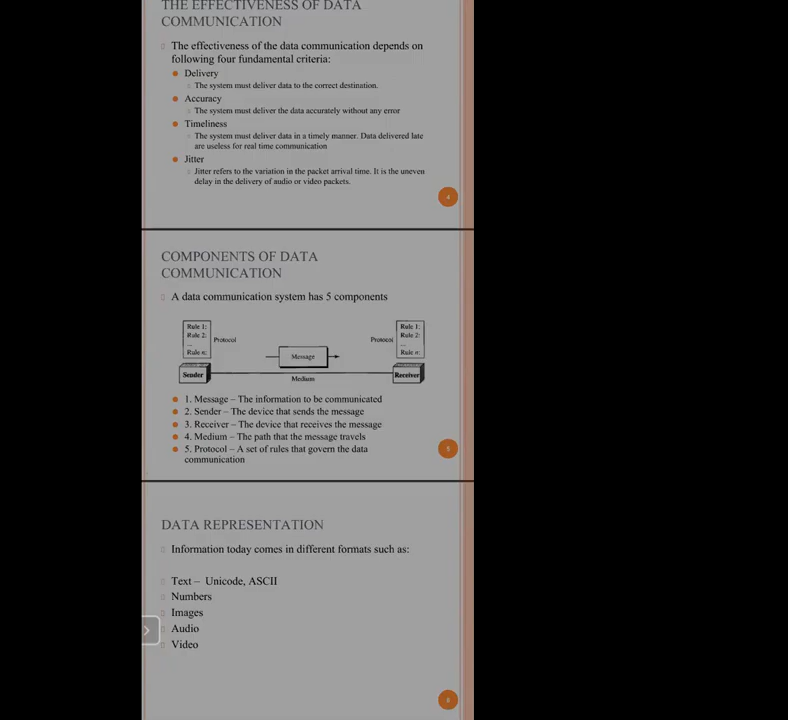 THE EFFECTIVENESS OF DATA
COMMUNICATION
The effectiveness of the data communication depends on
following four fundamental criteria:
Delivery
The system must deliver data to the correct destination.
Accuracy
The system must deliver the data accurately without any error
Timeliness
The system must deliver data in a timely manner. Data delivered late
are useless for real time communication
Jitter
Jitter refers to the variation in the packet arrival time. It is the uneven
delay in the delivery of audio or video packets.
4
COMPONENTS OF DATA
COMMUNICATION
A data communication system has 5 components
Rule 1:
Rule 2:
...
Rule n:
Protocol
Message
Protocol
Rule 1:
Rule 2:
...
Rule n:
Sender
Medium
Receiver
1. Message – The information to be communicated
2. Sender – The device that sends the message
3. Receiver – The device that receives the message
4. Medium – The path that the message travels
5. Protocol – A set of rules that govern the data
communication
5
DATA REPRESENTATION
Information today comes in different formats such as:
Text – Unicode, ASCII
Numbers
Images
Audio
Video
6